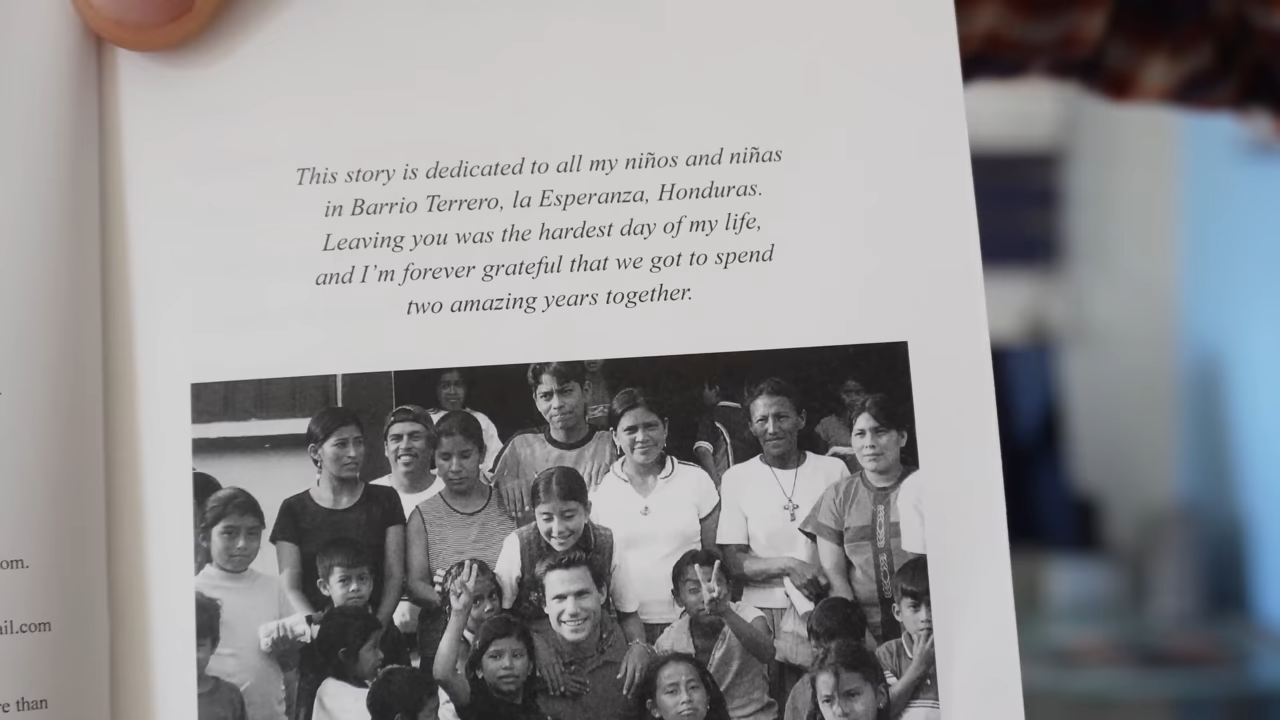 This story is dedicated to all my niños and niñas
in Barrio Terrero, la Esperanza, Honduras.
Leaving you was the hardest day of my life,
and I'm forever grateful that we got to spend
two amazing years together.
om.
ail.com
re than